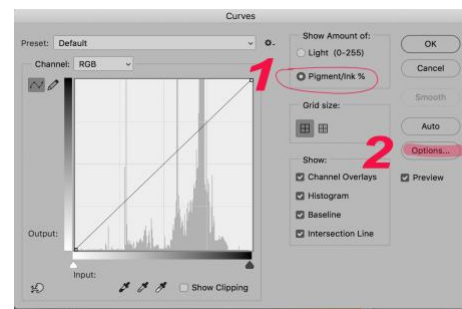 Curves
Preset: Default
Channel: RGB
Output:
Input:
Show Clipping
Show Amount of:
Light (0-255)
1
Pigment/Ink %
Grid size:
Show:
Channel Overlays
Histogram
Baseline
Intersection Line
OK
Cancel
Smooth
Auto
2
Options...
Preview